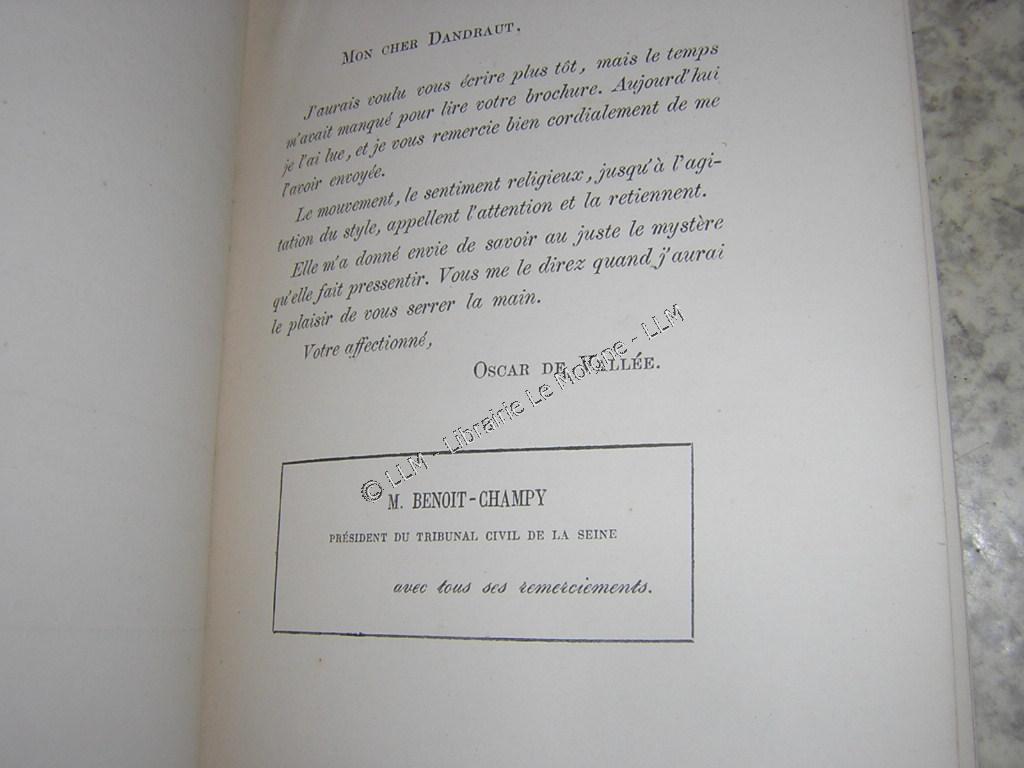 MON CHER DANDRAUT,
J'aurais voulu vous écrire plus tôt, mais le temps
m'avait manqué pour lire votre brochure. Aujourd'hui
je l'ai lue, et je vous remercie bien cordialement de me
l'avoir envoyée.
Le mouvement, le sentiment religieux, jusqu'à l'agi-
tation du style, appellent l'attention et la retiennent.
Elle m'a donné envie de savoir au juste le mystère
qu'elle fait pressentir. Vous me le direz quand j'aurai
le plaisir de vous serrer la main.
Votre affectionné,
OSCAR DE VALLÉE.
© LLM - Librairie Le Moigne - LLM
M. BENOIT-CHAMPY
PRÉSIDENT DU TRIBUNAL CIVIL DE LA SEINE
avec tous ses remerciements.